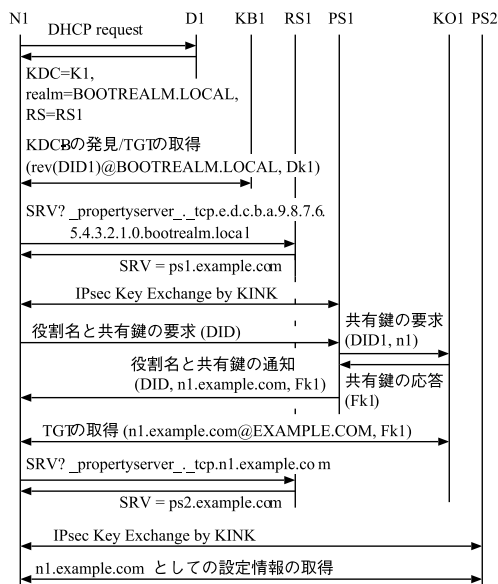 N1 D1 KB1 RS1 PS1 KO1 PS2
DHCP request
KDC=K1,
realm=BOOTREALM.LOCAL,
RS=RS1
KDCBの発見/TGTの取得
(rev(DID1)@BOOTREALM.LOCAL, Dk1)
SRV? _propertyserver_._tcp.e.d.c.b.a.9.8.7.6.
5.4.3.2.1.0.bootrealm.local
SRV = ps1.example.com
IPsec Key Exchange by KINK
役割名と共有鍵の要求 (DID)
共有鍵の要求
(DID1, n1)
役割名と共有鍵の通知
(DID, n1.example.com, Fk1)
共有鍵の応答
(Fk1)
TGTの取得 (n1.example.com@EXAMPLE.COM, Fk1)
SRV? _propertyserver_._tcp.n1.example.com
SRV = ps2.example.com
IPsec Key Exchange by KINK
n1.example.com としての設定情報の取得